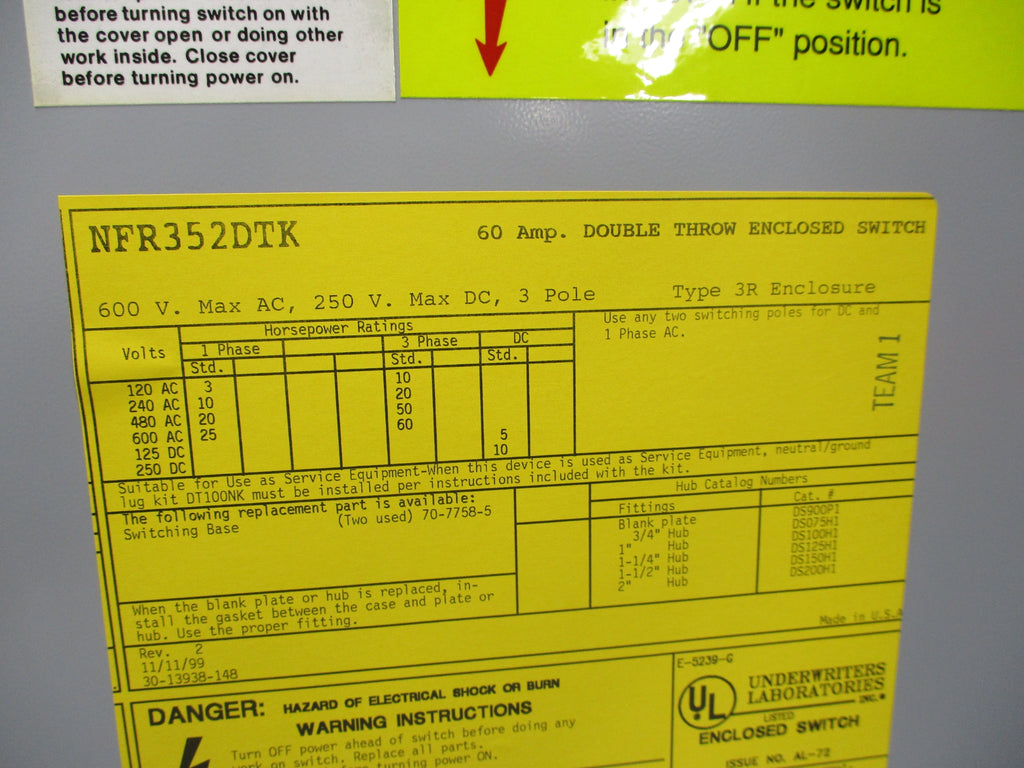 before turning switch on with
the cover open or doing other
work inside. Close cover
before turning power on.
if the switch is
in the "OFF" position.
NFR352DTK
60 Amp. DOUBLE THROW ENCLOSED SWITCH
600 V. Max AC, 250 V. Max DC, 3 Pole
Type 3R Enclosure
Horsepower Ratings
Volts
1 Phase
3 Phase
DC
Std.
Std.
Std.
120 AC 3
240 AC 10 10
480 AC 20 20
600 AC 25 50
125 DC 60 5
250 DC 10
Use any two switching poles for DC and
1 Phase AC.
TEAM 1
Suitable for Use as Service Equipment-When this device is used as Service Equipment, neutral/ground
lug kit DT100NK must be installed per instructions included with the kit.
The following replacement part is available:
Switching Base (Two used) 70-7758-5
Hub Catalog Numbers
Fittings Cat. #
Blank plate DS900P1
3/4" Hub DS075H1
1" Hub DS100H1
1-1/4" Hub DS125H1
1-1/2" Hub DS150H1
2" Hub DS200H1
When the blank plate or hub is replaced, in-
stall the gasket between the case and plate or
hub. Use the proper fitting.
Made in U.S.A
Rev. 2
11/11/99
30-13938-148
DANGER: HAZARD OF ELECTRICAL SHOCK OR BURN
WARNING INSTRUCTIONS
Turn OFF power ahead of switch before doing any
work on switch. Replace all parts.
turning power ON.
E-5239-G
UL
UNDERWRITERS
LABORATORIES
INC.®
LISTED
ENCLOSED SWITCH
ISSUE NO. AL-72